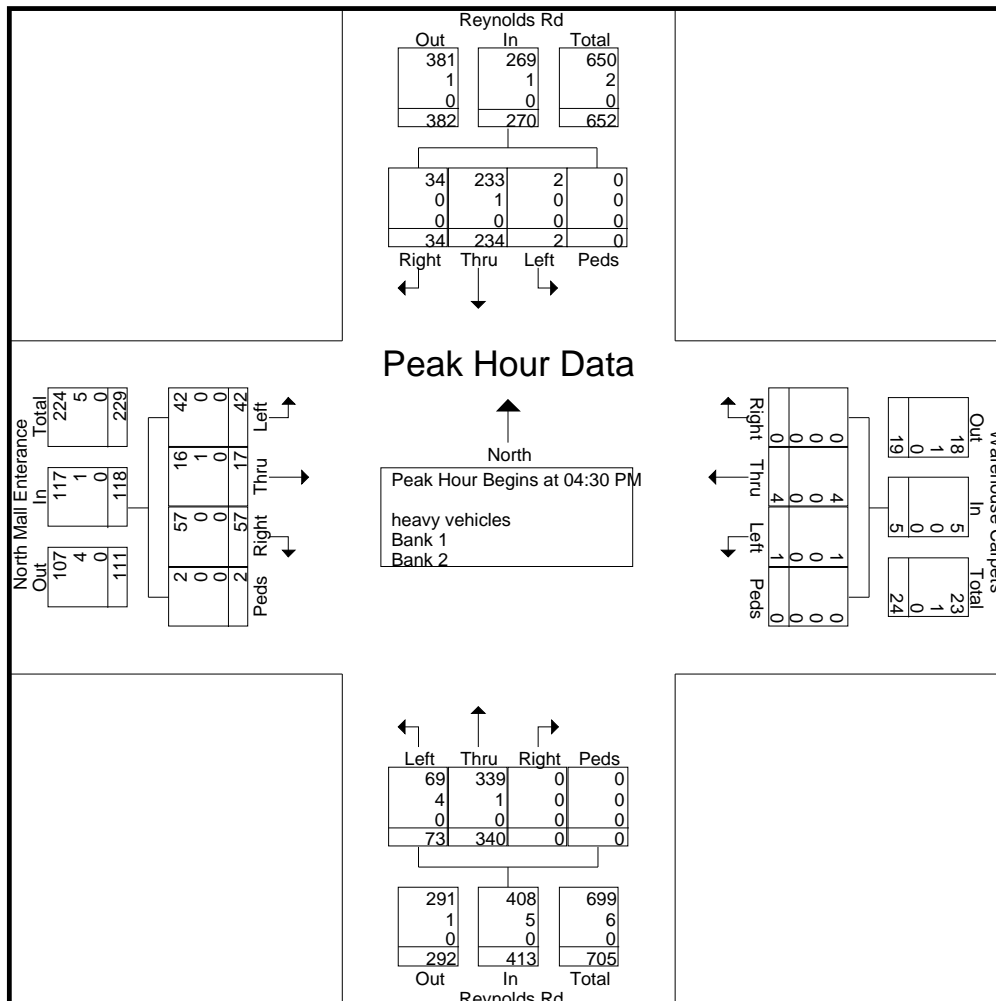 Reynolds Rd
Out In Total
381 269 650
1 1 2
0 0 0
382 270 652
34 233 2 0
0 1 0 0
0 0 0 0
34 234 2 0
Right Thru Left Peds
Peak Hour Data
North
Peak Hour Begins at 04:30 PM
heavy vehicles
Bank 1
Bank 2
North Mall Enterance
Total In Out
224 117 107
5 1 4
0 0 0
229 118 111
42 16 57 2
0 1 0 0
0 0 0 0
42 17 57 2
Left Thru Right Peds
Right Thru Left Peds
0 4 1 0
0 0 0 0
0 0 0 0
0 4 1 0
Out In Total
18 5 23
1 0 1
0 0 0
19 5 24
Warehouse Carpets
Left Thru Right Peds
69 339 0 0
4 1 0 0
0 0 0 0
73 340 0 0
291 408 699
1 5 6
0 0 0
292 413 705
Out In Total
Reynolds Rd